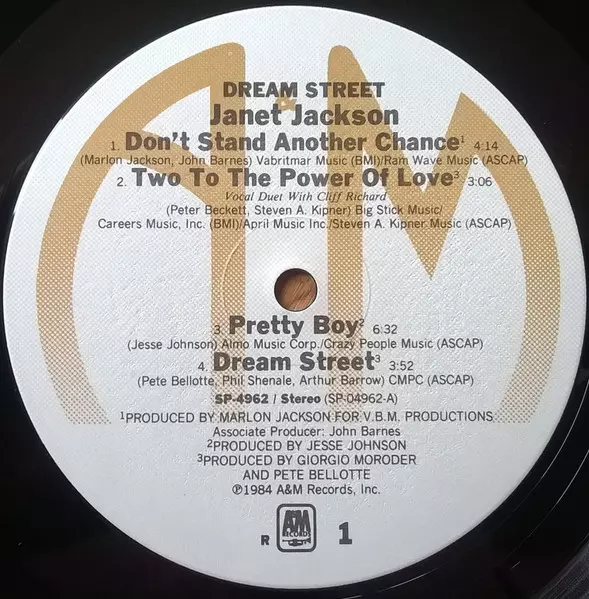 DREAM STREET
Janet Jackson
1. Don't Stand Another Chance¹ 4:14
(Marlon Jackson, John Barnes) Vabritmar Music (BMI)/Ram Wave Music (ASCAP)
2. Two To The Power Of Love³ 3:06
Vocal Duet With Cliff Richard
(Peter Beckett, Steven A. Kipner) Big Stick Music/
Careers Music, Inc. (BMI)/April Music Inc./Steven A. Kipner Music (ASCAP)
3. Pretty Boy² 6:32
(Jesse Johnson) Almo Music Corp./Crazy People Music (ASCAP)
4. Dream Street³ 3:52
(Pete Bellotte, Phil Shenale, Arthur Barrow) CMPC (ASCAP)
SP-4962 / Stereo (SP-04962-A)
¹PRODUCED BY MARLON JACKSON FOR V.B.M. PRODUCTIONS
Associate Producer: John Barnes
²PRODUCED BY JESSE JOHNSON
³PRODUCED BY GIORGIO MORODER
AND PETE BELLOTTE
℗1984 A&M Records, Inc.
R A&M RECORDS 1
A&M